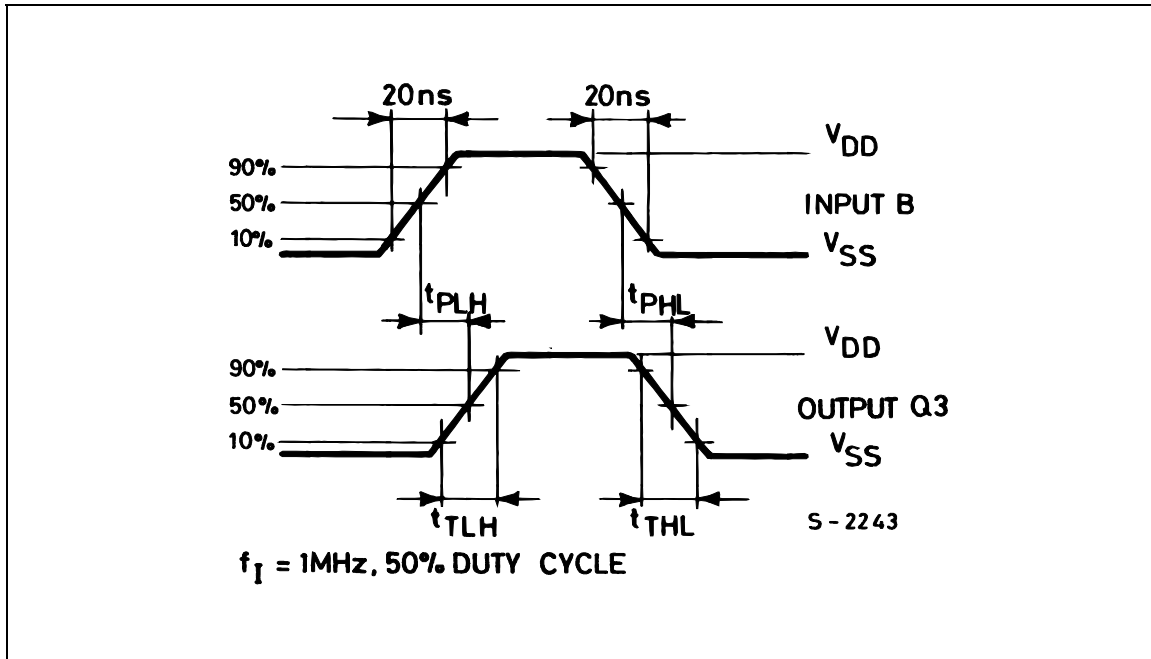 20ns 20ns
VDD
90%
50% INPUT B
10%
VSS
tPLH tPHL
VDD
90%
50% OUTPUT Q3
10%
VSS
tTLH tTHL
S-2243
fI = 1MHz, 50% DUTY CYCLE